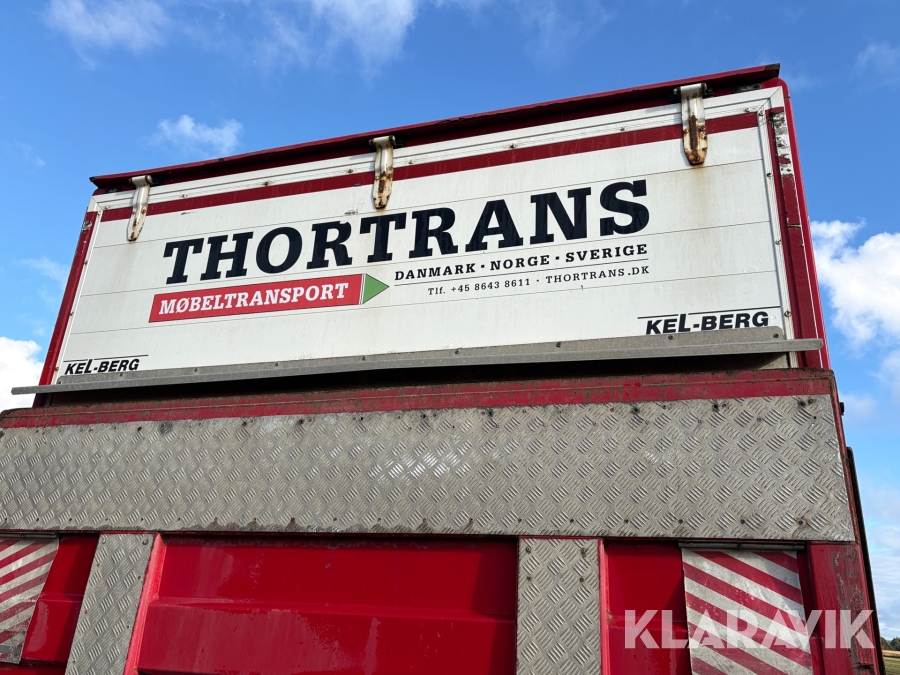 THORTRANS
MØBELTRANSPORT
DANMARK · NORGE · SVERIGE
Tlf. +45 8643 8611 · THORTRANS.DK
KEL-BERG
KEL-BERG
KLARAVIK